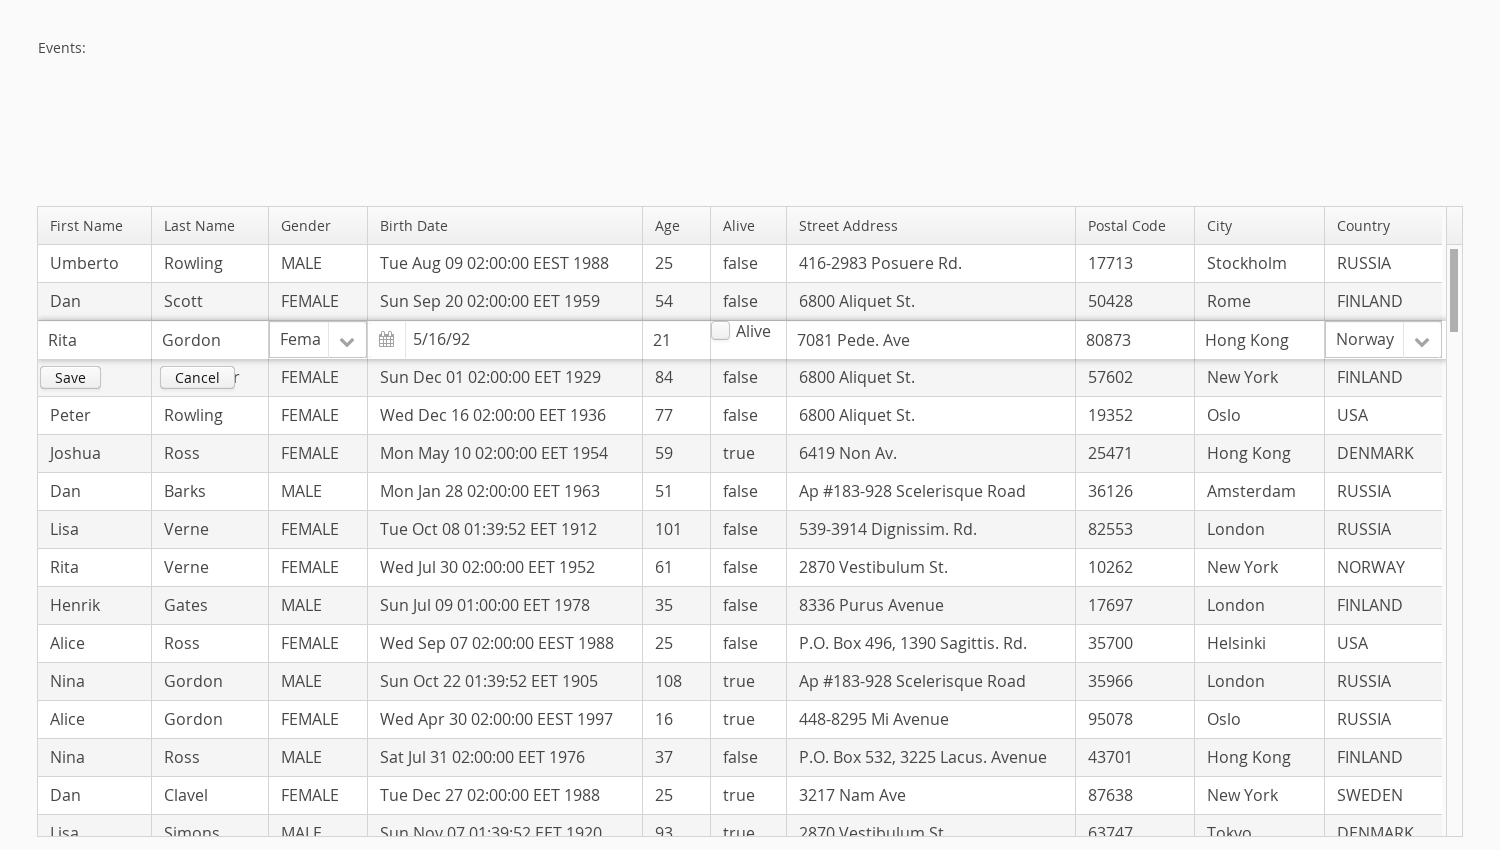 Events:
First Name Last Name Gender Birth Date Age Alive Street Address Postal Code City Country
Umberto Rowling MALE Tue Aug 09 02:00:00 EEST 1988 25 false 416-2983 Posuere Rd. 17713 Stockholm RUSSIA
Dan Scott FEMALE Sun Sep 20 02:00:00 EET 1959 54 false 6800 Aliquet St. 50428 Rome FINLAND
Rita Gordon Fema 5/16/92 21 Alive 7081 Pede. Ave 80873 Hong Kong Norway
Save Cancel r FEMALE Sun Dec 01 02:00:00 EET 1929 84 false 6800 Aliquet St. 57602 New York FINLAND
Peter Rowling FEMALE Wed Dec 16 02:00:00 EET 1936 77 false 6800 Aliquet St. 19352 Oslo USA
Joshua Ross FEMALE Mon May 10 02:00:00 EET 1954 59 true 6419 Non Av. 25471 Hong Kong DENMARK
Dan Barks MALE Mon Jan 28 02:00:00 EET 1963 51 false Ap #183-928 Scelerisque Road 36126 Amsterdam RUSSIA
Lisa Verne FEMALE Tue Oct 08 01:39:52 EET 1912 101 false 539-3914 Dignissim. Rd. 82553 London RUSSIA
Rita Verne FEMALE Wed Jul 30 02:00:00 EET 1952 61 false 2870 Vestibulum St. 10262 New York NORWAY
Henrik Gates MALE Sun Jul 09 01:00:00 EET 1978 35 false 8336 Purus Avenue 17697 London FINLAND
Alice Ross FEMALE Wed Sep 07 02:00:00 EEST 1988 25 false P.O. Box 496, 1390 Sagittis. Rd. 35700 Helsinki USA
Nina Gordon MALE Sun Oct 22 01:39:52 EET 1905 108 true Ap #183-928 Scelerisque Road 35966 London RUSSIA
Alice Gordon FEMALE Wed Apr 30 02:00:00 EEST 1997 16 true 448-8295 Mi Avenue 95078 Oslo RUSSIA
Nina Ross MALE Sat Jul 31 02:00:00 EET 1976 37 false P.O. Box 532, 3225 Lacus. Avenue 43701 Hong Kong FINLAND
Dan Clavel FEMALE Tue Dec 27 02:00:00 EET 1988 25 true 3217 Nam Ave 87638 New York SWEDEN
Lisa Simons MALE Sun Nov 07 01:39:52 EET 1920 93 true 2870 Vestibulum St. 63747 Tokyo DENMARK